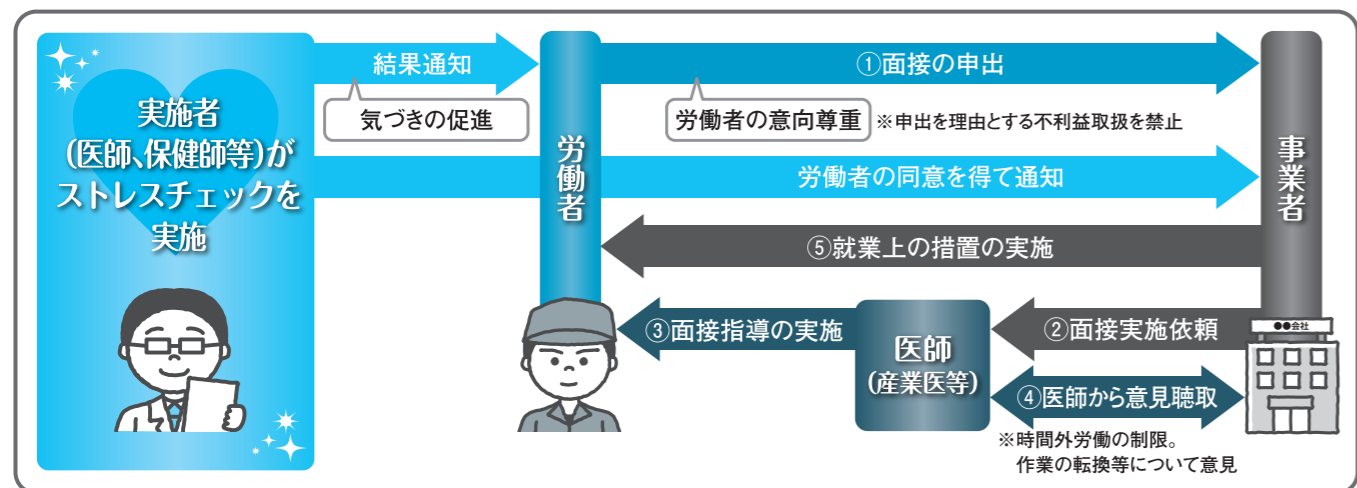 実施者
(医師、保健師等)が
ストレスチェックを
実施
結果通知
気づきの促進
労働者
①面接の申出
労働者の意向尊重
※申出を理由とする不利益取扱を禁止
労働者の同意を得て通知
⑤就業上の措置の実施
事業者
③面接指導の実施
医師
(産業医等)
②面接実施依頼
④医師から意見聴取
※時間外労働の制限。
作業の転換等について意見
●●会社